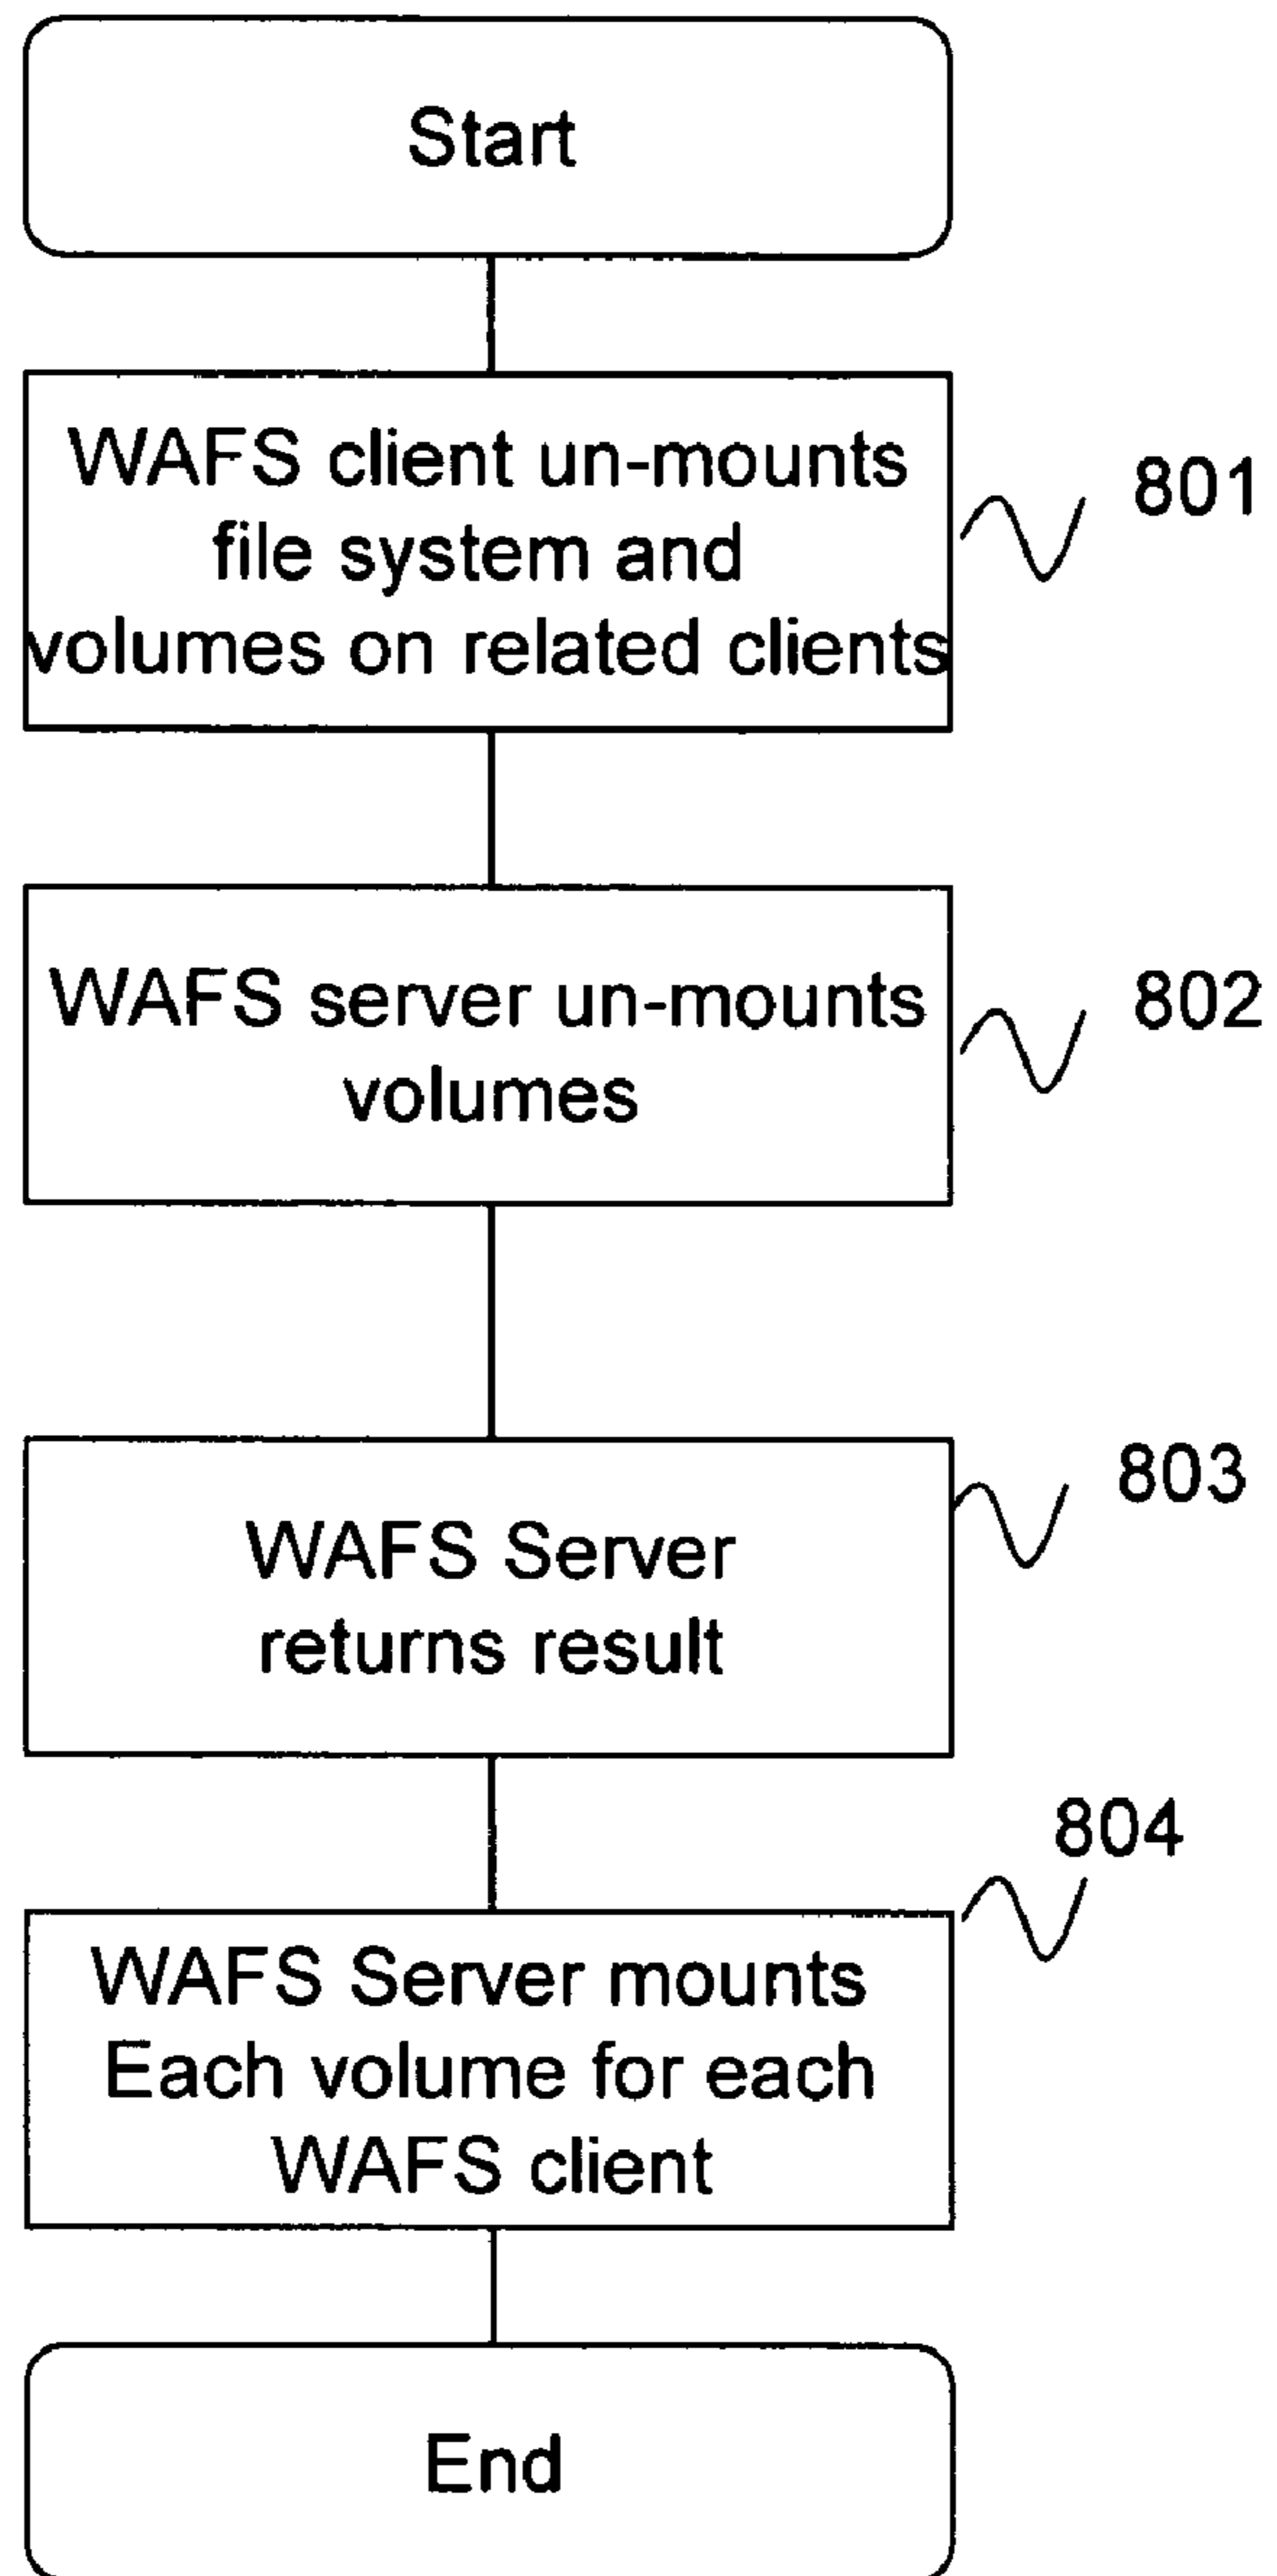 Start
WAFS client un-mounts
file system and
volumes on related clients
801
WAFS server un-mounts
volumes
802
WAFS Server
returns result
803
804
WAFS Server mounts
Each volume for each
WAFS client
End